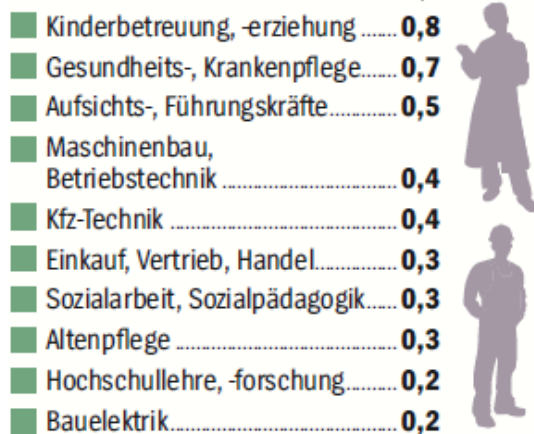 Kinderbetreuung, -erziehung ...... 0,8
Gesundheits-, Krankenpflege...... 0,7
Aufsichts-, Führungskräfte............. 0,5
Maschinenbau,
Betriebstechnik .................................. 0,4
Kfz-Technik ........................................... 0,4
Einkauf, Vertrieb, Handel................ 0,3
Sozialarbeit, Sozialpädagogik...... 0,3
Altenpflege .......................................... 0,3
Hochschullehre, -forschung.......... 0,2
Bauelektrik........................................... 0,2